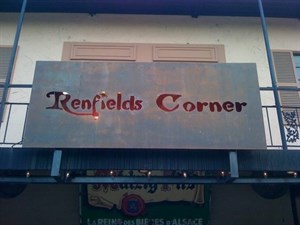 Renfields Corner
LA REINE DES BIÈRES D'ALSACE